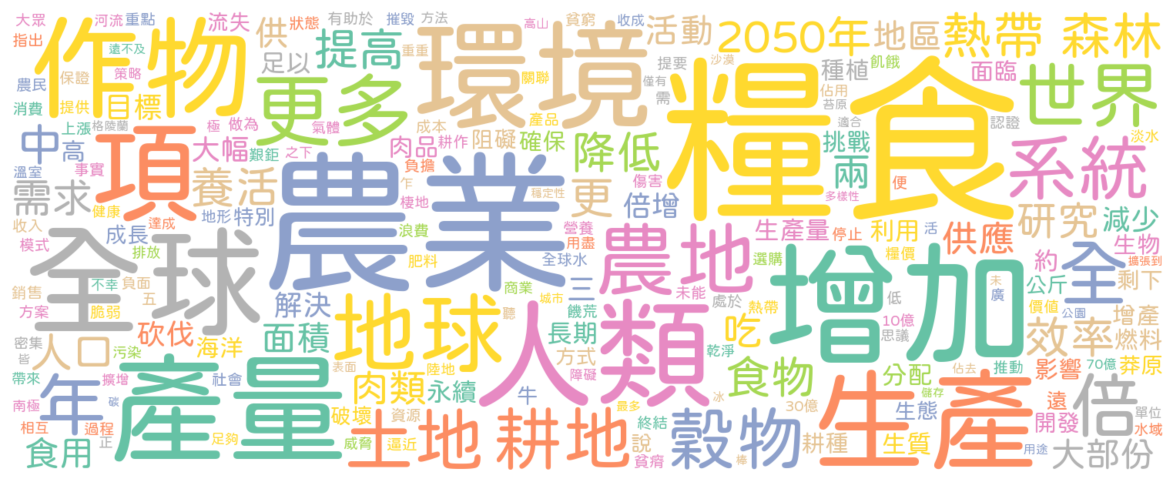 大眾
河流
重點
流失
供
狀態
有助於
摧毀
方法
高山
貧窮
收成
活動
2050年
地區
熱帶
森林
指出
作物
遠不及
足以
提高
重重
環境
關聯
提要
沙漠
飢餓
面臨
世界
農民
保證
策略
更多
僅有
需
糧食
種植
佔用
苔原
消費
提供
目標
氣體
產品
適合
認證
淡水
上漲
格陵蘭
極
做為
成本
耕作
阻礙
確保
降低
挑戰
中
高
項
大幅
艱鉅
之下
肉品
負擔
兩
系統
溫室
事實
養活
農業
乍
穩定性
傷害
便
多樣性
需求
棲地
更
倍增
健康
地形
特別
浪費
營養
生產量
停止
利用
活
研究
減少
收入
達成
成長
用盡
農地
供應
生物
模式
排放
全球
肥料
全球水
選購
糧價
約
擴張到
銷售
不幸
負面
五
解決
商業
三
未能
處於
增加
未
廣
公斤
全
剩下
方案
脆弱
地球
城市
饑荒
熱帶
低
價值
公園
砍伐
面積
聽
人類
長期
吃
10億
思議
效率
增產
燃料
密集
皆
人口
污染
海洋
表面
陸地
方式
障礙
乾淨
帶來
擴增
產量
社會
肉類
永續
牛
食物
分配
佔去
推動
70億
影響
莽原
南極
年
碳
破壞
資源
最多
冰
30億
儲存
生態
生產
遠
倍
單位
相互
過程
正
足夠
威脅
逼近
土地
耕地
終結
說
穀物
耕種
生質
開發
水域
食用
貧瘠
棒
用途
大部份